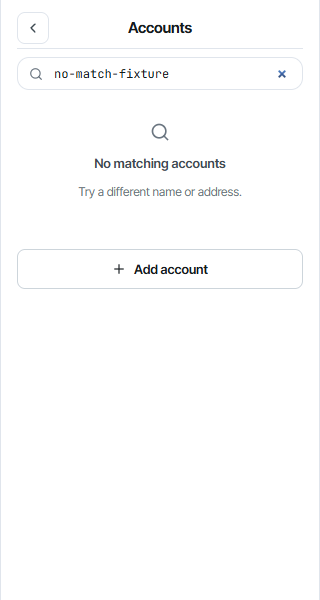 Accounts
no-match-fixture
No matching accounts
Try a different name or address.
Add account